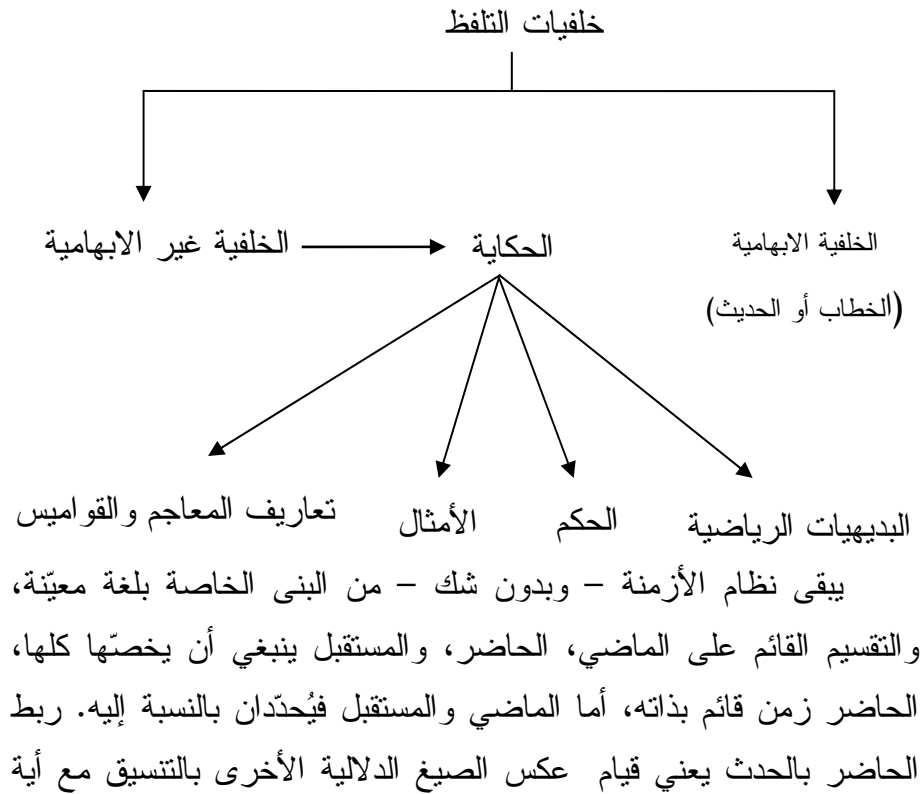 خلفيات التلفظ
الخلفية الابهامية
(الخطاب أو الحديث)
الحكاية
الخلفية غير الابهامية
البديهيات الرياضية
الحكم
الأمثال
تعاريف المعاجم والقواميس
يبقى نظام الأزمنة – وبدون شك – من البنى الخاصة بلغة معيّنة،
والتقسيم القائم على الماضي، الحاضر، والمستقبل ينبغي أن يخصّها كلها،
الحاضر زمن قائم بذاته، أما الماضي والمستقبل فيُحدّدان بالنسبة إليه. ربط
الحاضر بالحدث يعني قيام عكس الصيغ الدلالية الأخرى بالتنسيق مع أية